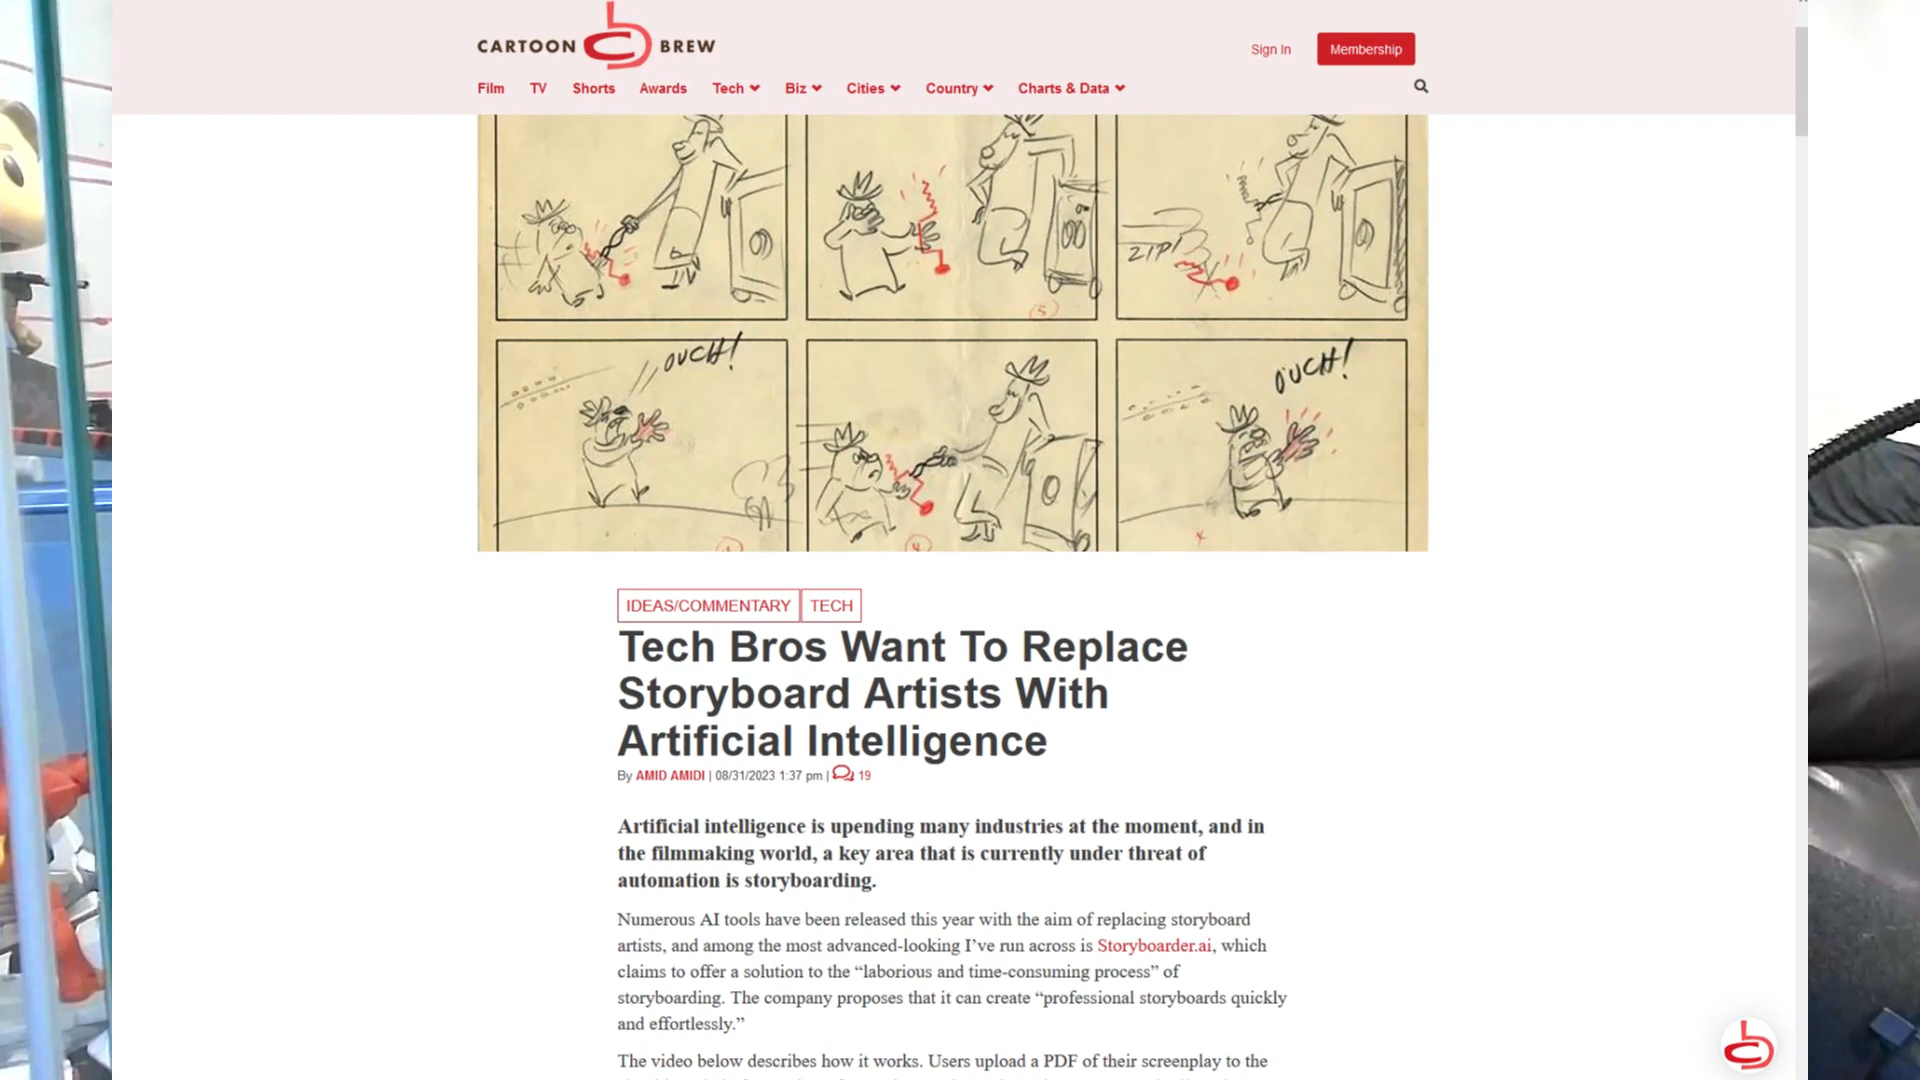 CARTOON BREW
Sign In
Membership
Film TV Shorts Awards Tech Biz Cities Country Charts & Data
ZIP!
5
OUCH!
OUCH!
IDEAS/COMMENTARY TECH
Tech Bros Want To Replace
Storyboard Artists With
Artificial Intelligence
By AMID AMIDI | 08/31/2023 1:37 pm | 19
Artificial intelligence is upending many industries at the moment, and in
the filmmaking world, a key area that is currently under threat of
automation is storyboarding.
Numerous AI tools have been released this year with the aim of replacing storyboard
artists, and among the most advanced-looking I’ve run across is Storyboarder.ai, which
claims to offer a solution to the “laborious and time-consuming process” of
storyboarding. The company proposes that it can create “professional storyboards quickly
and effortlessly.”
The video below describes how it works. Users upload a PDF of their screenplay to the